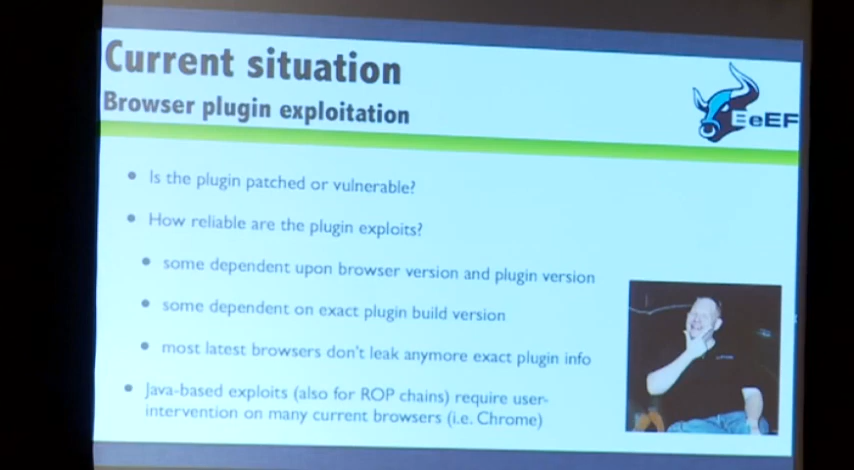 Current situation
Browser plugin exploitation
BeEF
Is the plugin patched or vulnerable?
How reliable are the plugin exploits?
some dependent upon browser version and plugin version
some dependent on exact plugin build version
most latest browsers don't leak anymore exact plugin info
Java-based exploits (also for ROP chains) require user-
intervention on many current browsers (i.e. Chrome)